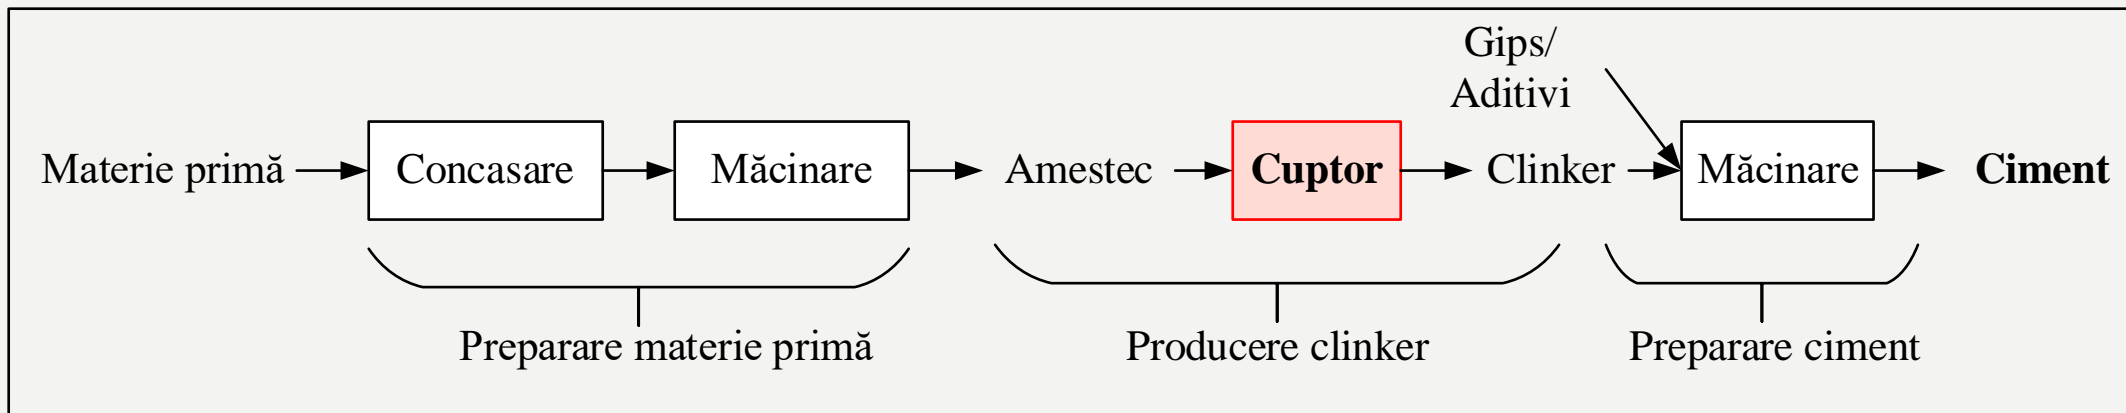 Gips/
Aditivi
Materie primă
Concasare
Măcinare
Amestec
Cuptor
Clinker
Măcinare
Ciment
Preparare materie primă
Producere clinker
Preparare ciment